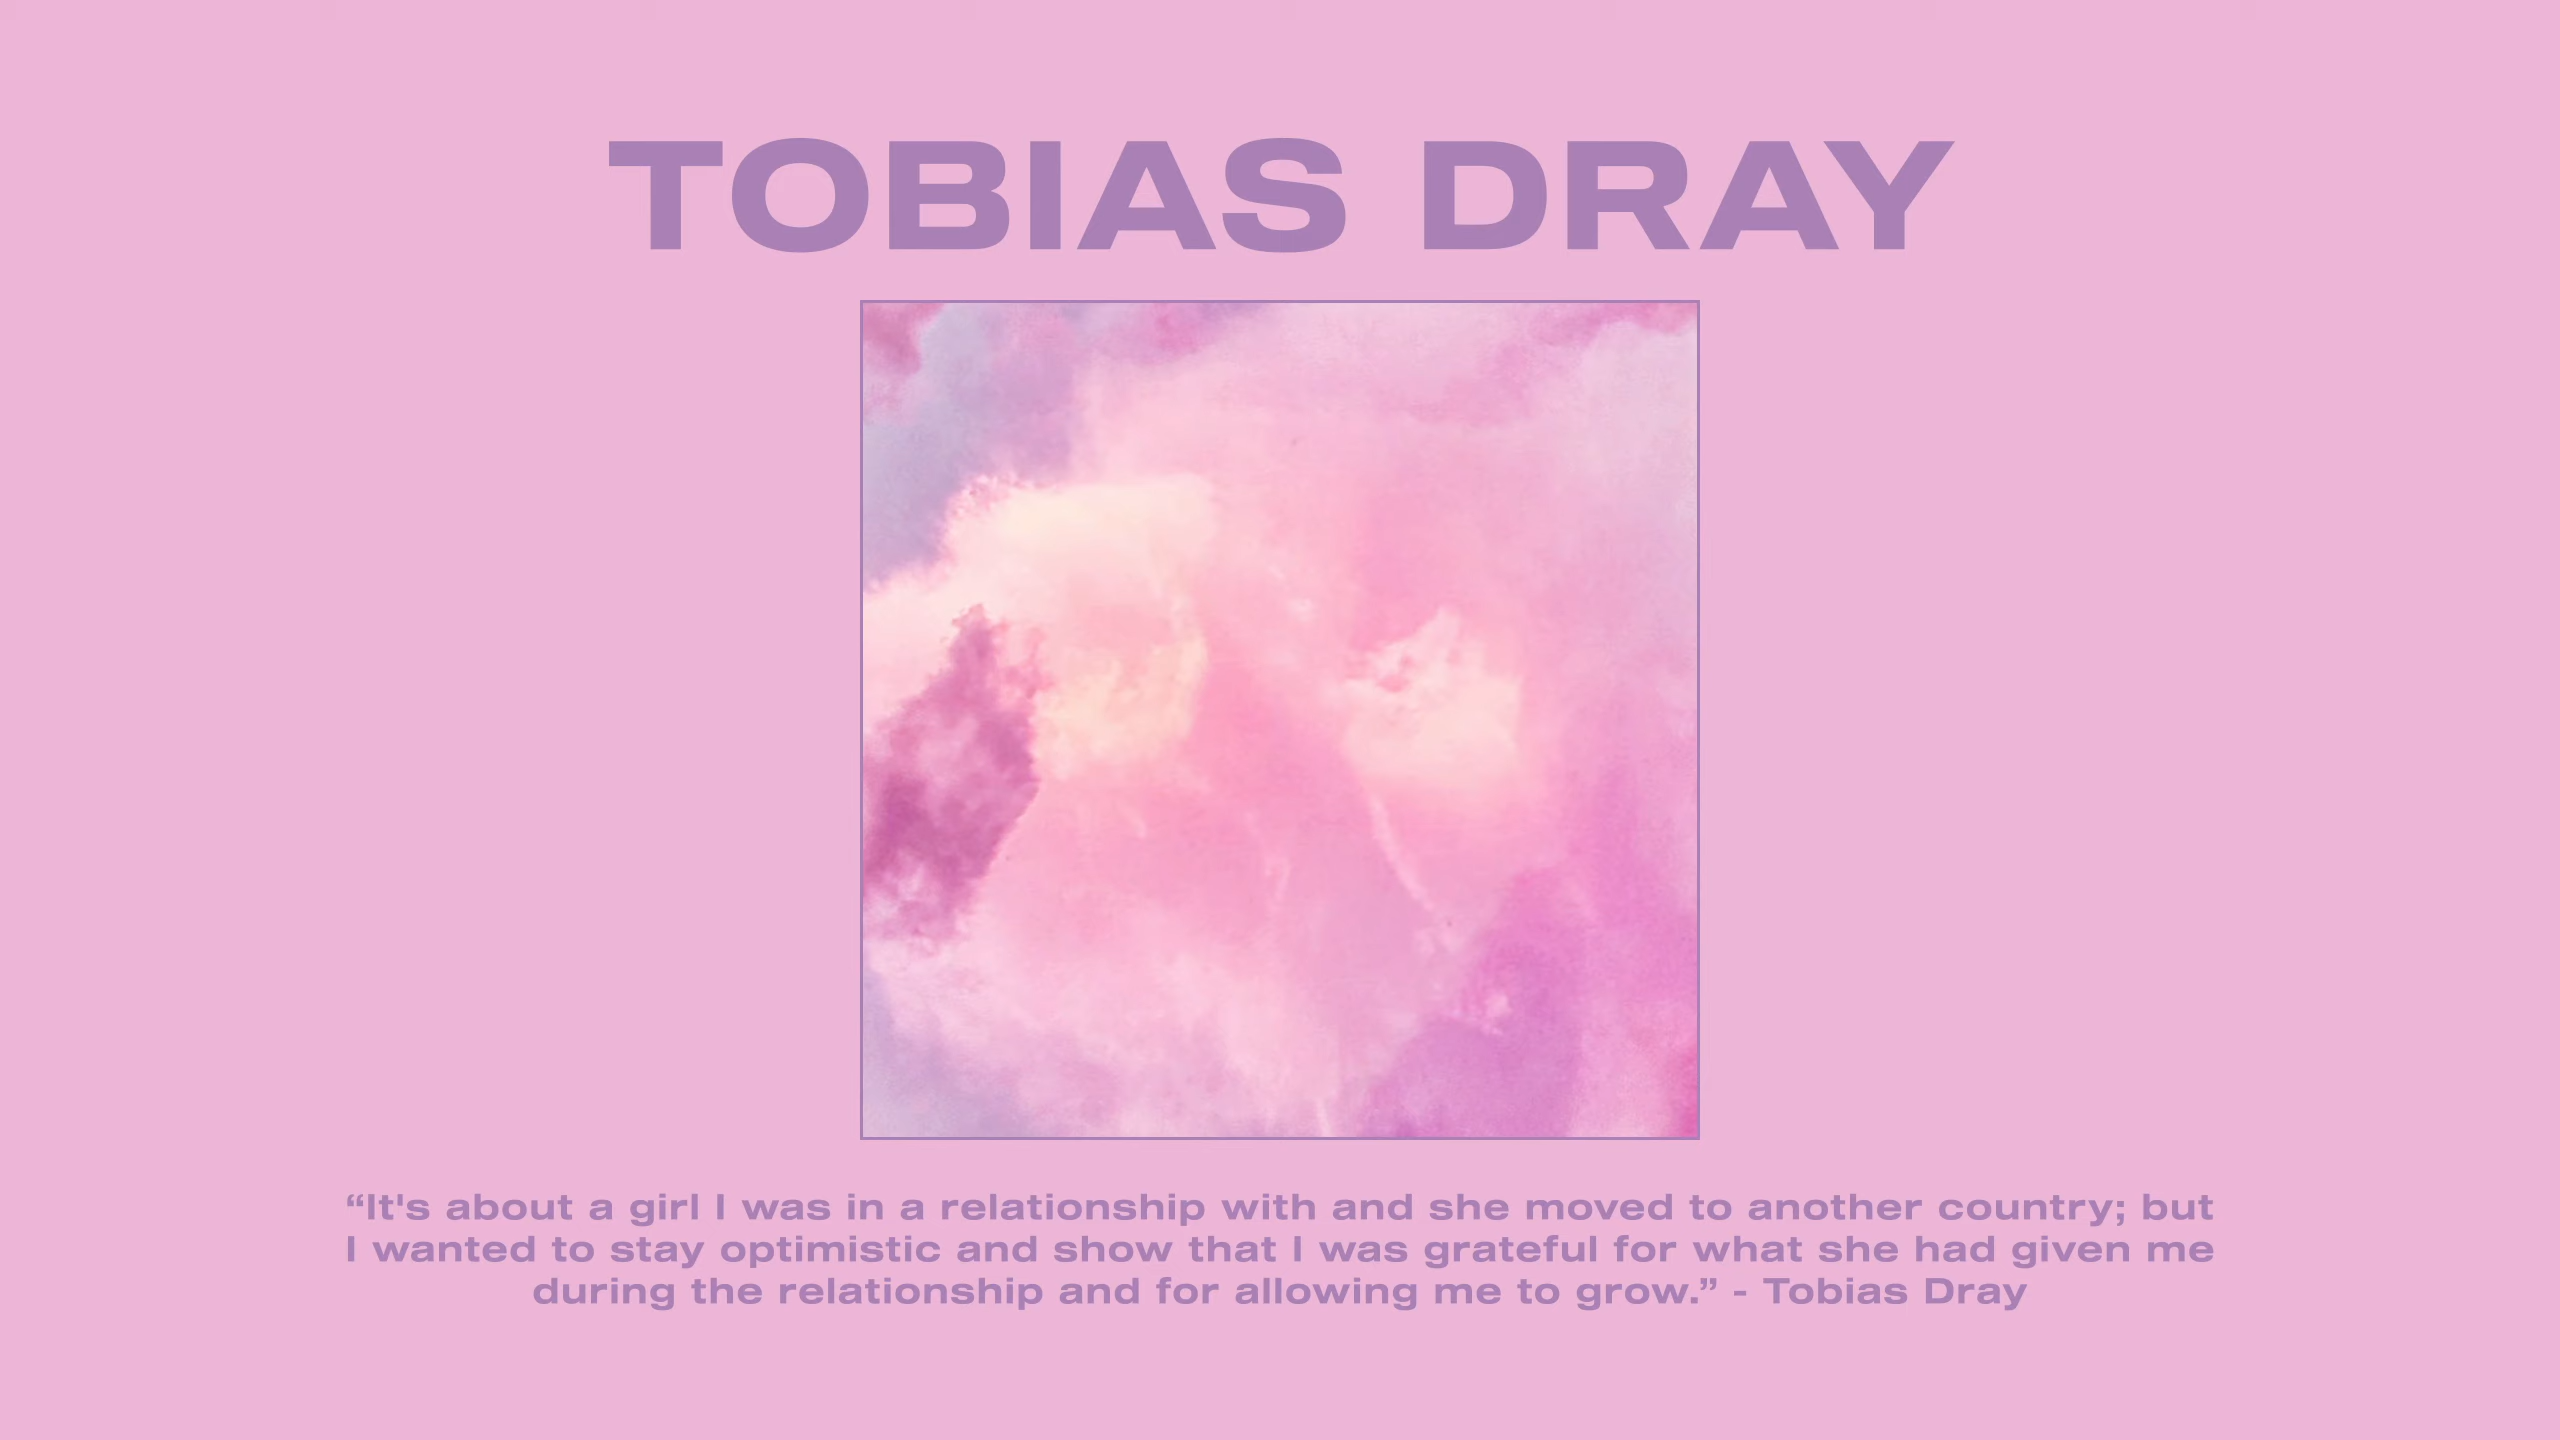 TOBIAS DRAY
“It's about a girl I was in a relationship with and she moved to another country; but
I wanted to stay optimistic and show that I was grateful for what she had given me
during the relationship and for allowing me to grow.” - Tobias Dray